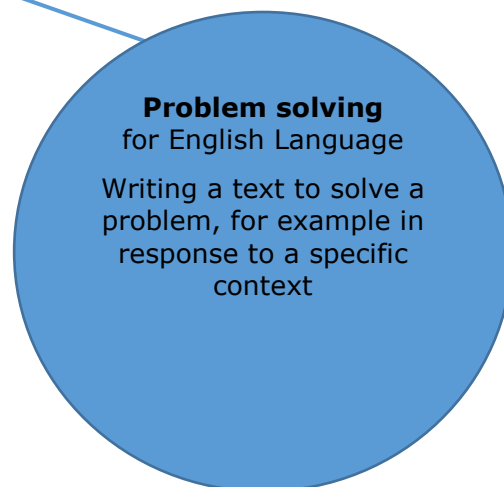 Problem solving
for English Language
Writing a text to solve a
problem, for example in
response to a specific
context